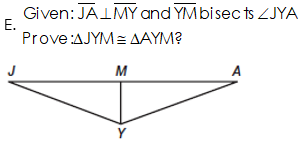 Given: JA⊥MY and YM bisects ∠JYA
E.
Prove: ΔJYM ≅ ΔAYM?
J M A
Y